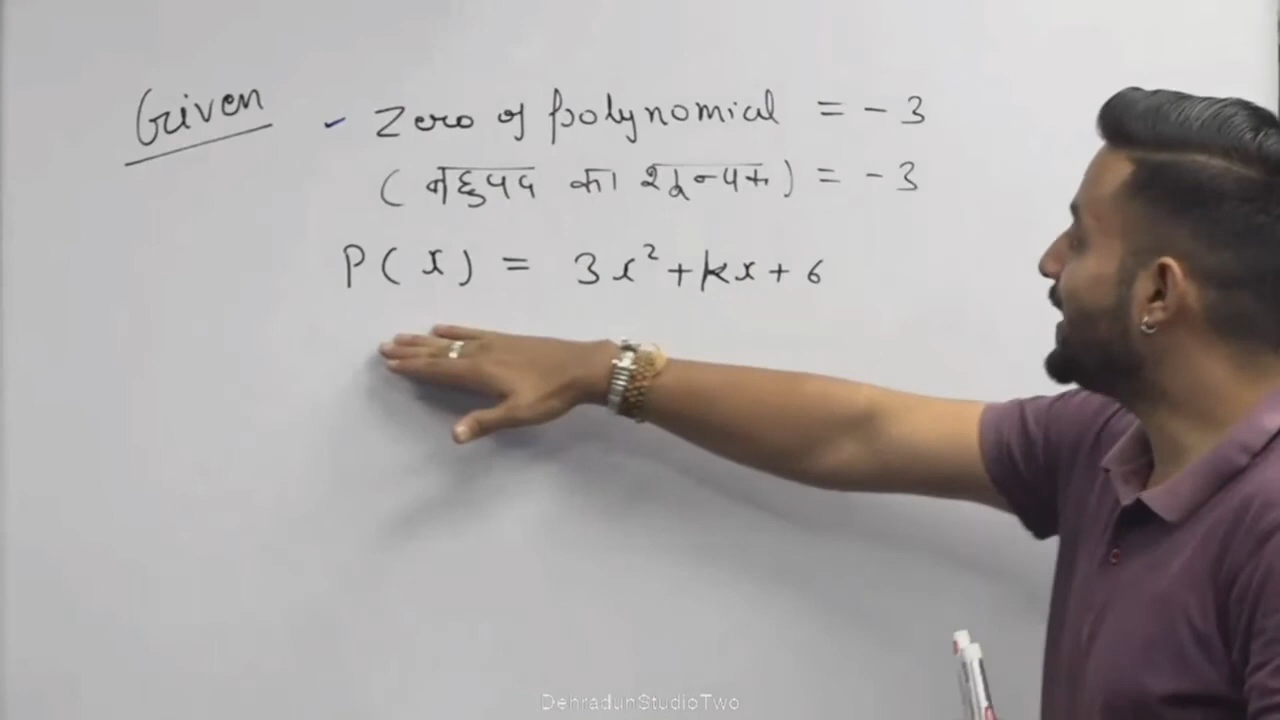 Given - Zero of polynomial = - 3
( बहुपद का शून्यक ) = - 3
P ( x ) = 3x² + kx + 6
DehradunStudioTwo